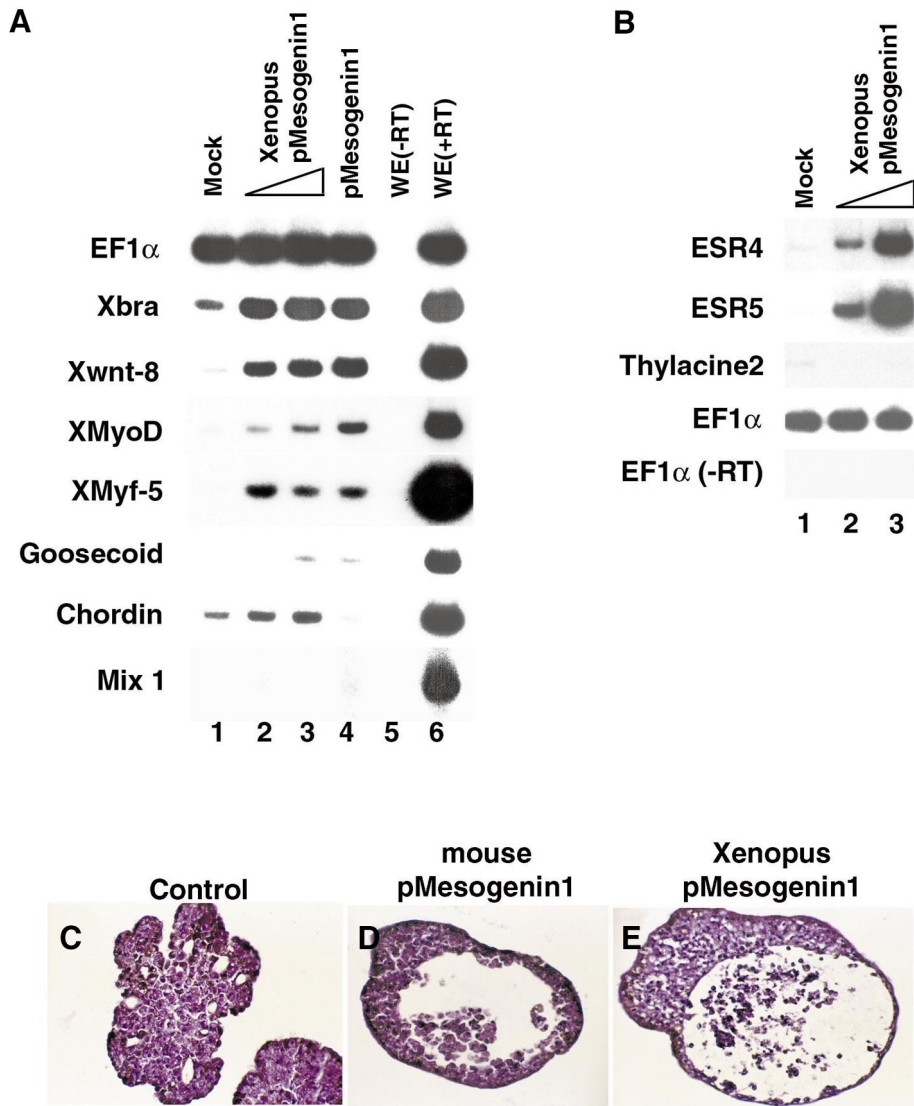 A
Mock
Xenopus
pMesogenin1
pMesogenin1
WE(-RT)
WE(+RT)
EF1α
Xbra
Xwnt-8
XMyoD
XMyf-5
Goosecoid
Chordin
Mix 1
1 2 3 4 5 6
B
Mock
Xenopus
pMesogenin1
ESR4
ESR5
Thylacine2
EF1α
EF1α (-RT)
1 2 3
Control
C
mouse
pMesogenin1
D
Xenopus
pMesogenin1
E